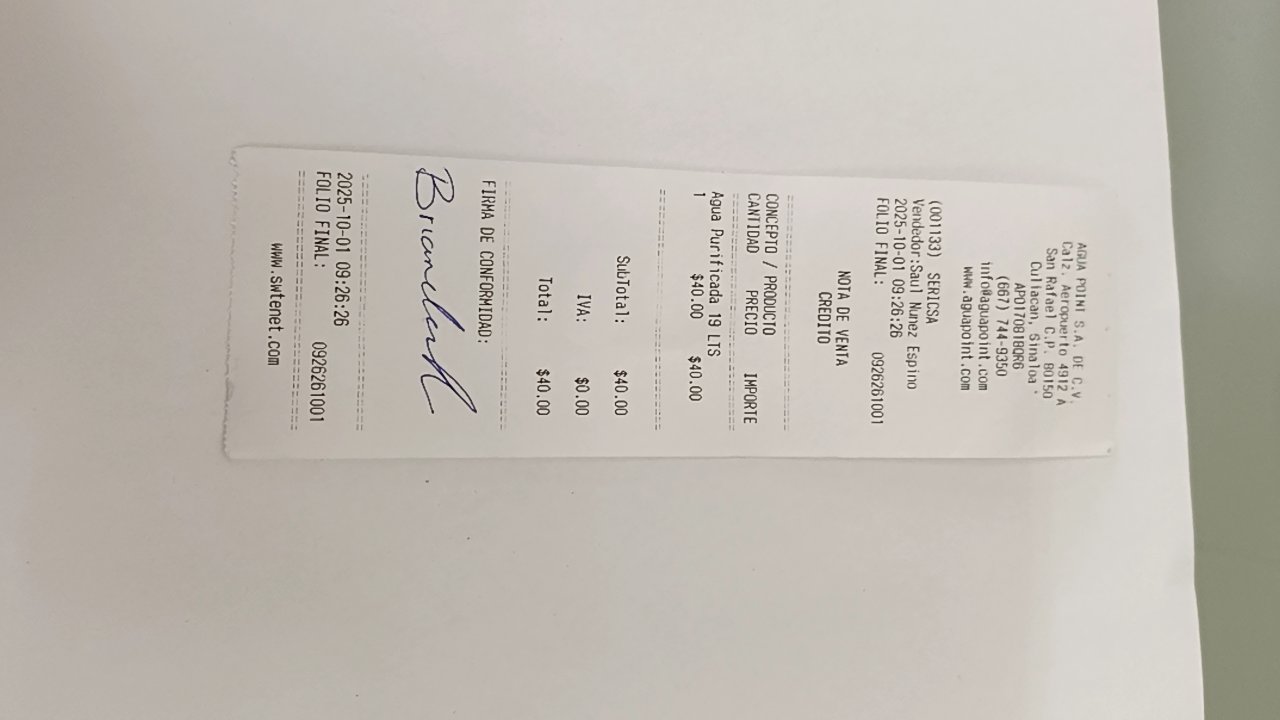 AGUA POINT S.A. DE C.V.
Calz. Aeropuerto 4912 A
San Rafael C.P. 80150
Culiacan, Sinaloa
APO170818QR6
(667) 744-9350
info@aguapoint.com
www.aguapoint.com
(001133) SERICSA
Vendedor:Saul Nunez Espino
2025-10-01 09:26:26
FOLIO FINAL: 0926261001
NOTA DE VENTA
CREDITO
CONCEPTO / PRODUCTO
CANTIDAD PRECIO IMPORTE
Agua Purificada 19 LTS
1 $40.00 $40.00
SubTotal: $40.00
IVA: $0.00
Total: $40.00
FIRMA DE CONFORMIDAD:
2025-10-01 09:26:26
FOLIO FINAL: 0926261001
www.swtenet.com